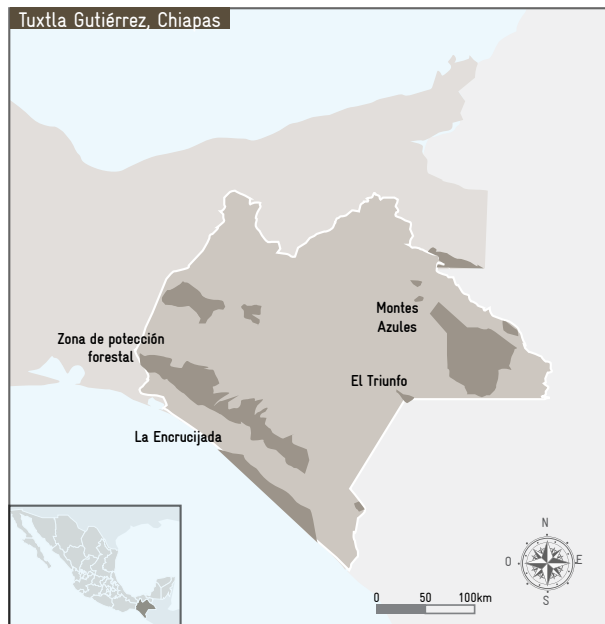 Tuxtla Gutiérrez, Chiapas
Montes
Azules
Zona de potección
forestal
El Triunfo
La Encrucijada
N
O
E
S
0 50 100km